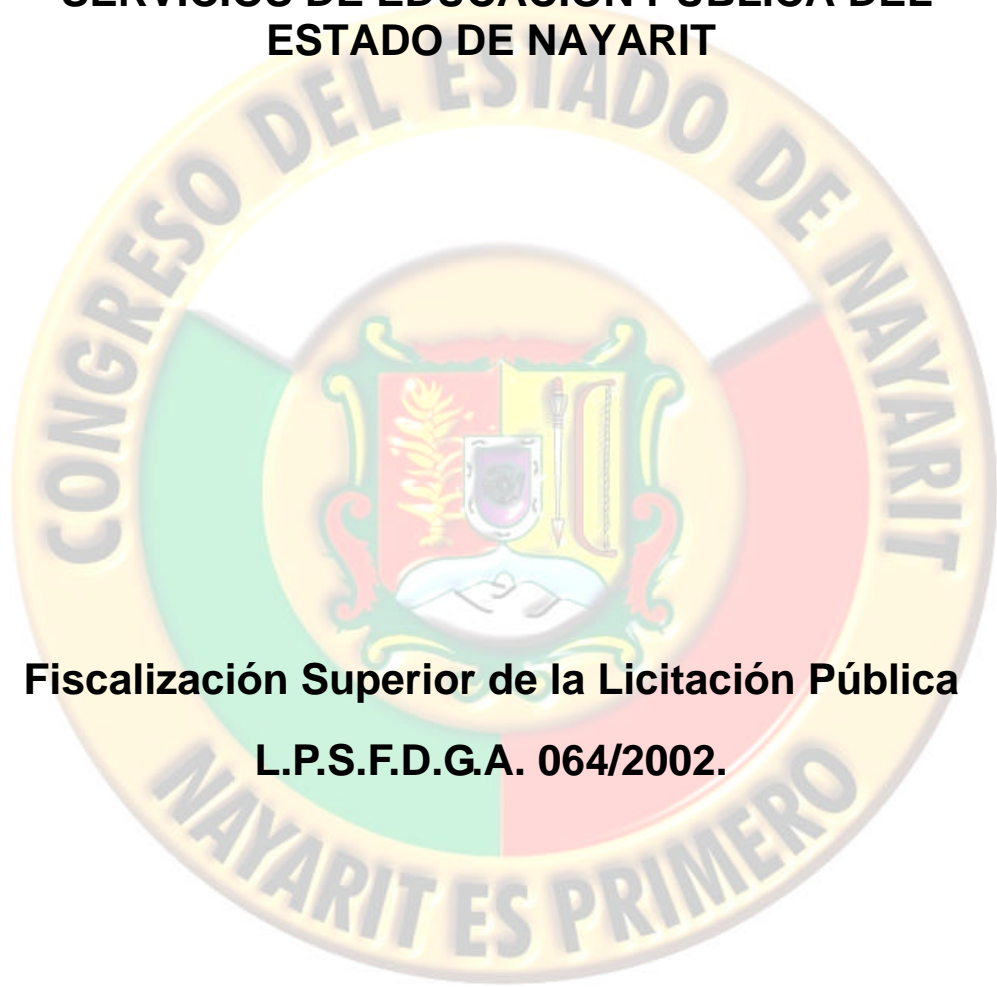 SERVICIOS DE EDUCACIÓN PÚBLICA DEL
ESTADO DE NAYARIT
CONGRESO DEL ESTADO DE NAYARIT
Fiscalización Superior de la Licitación Pública
L.P.S.F.D.G.A. 064/2002.
NAYARIT ES PRIMERO